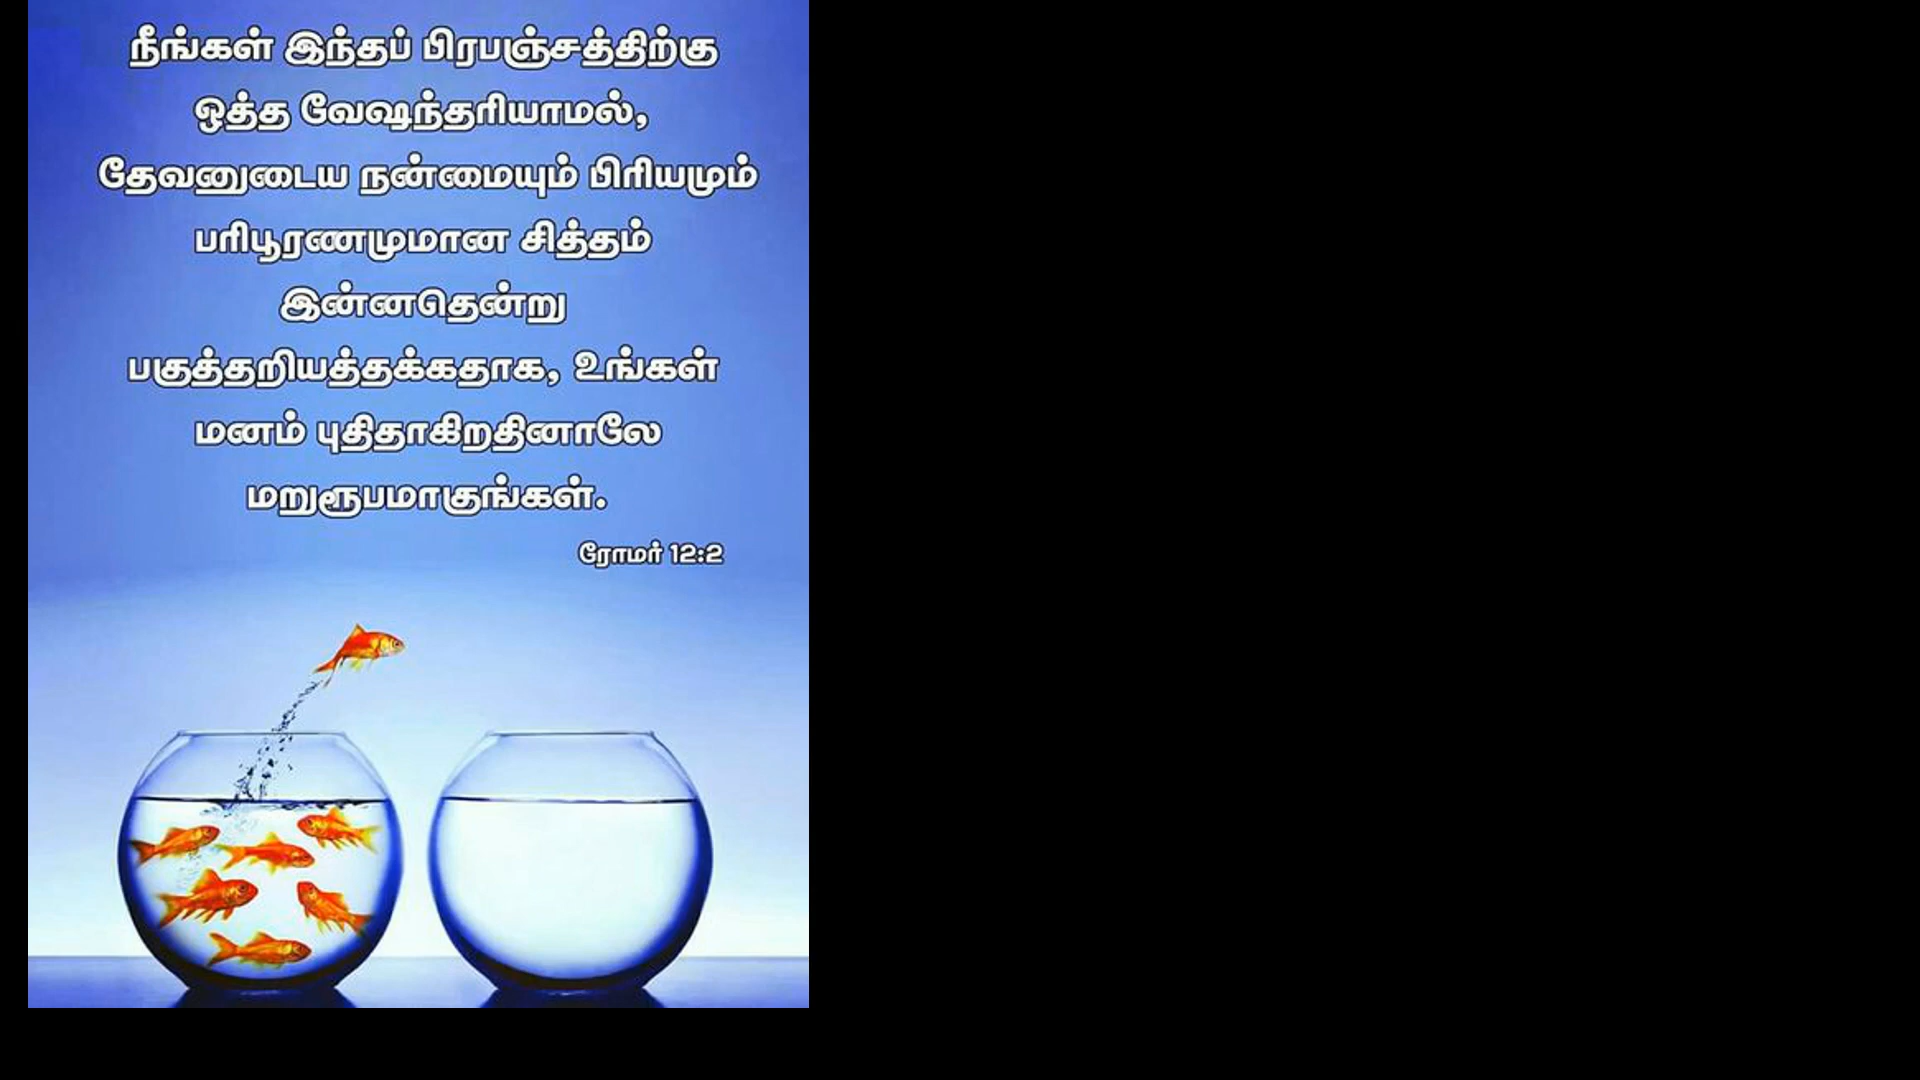 நீங்கள் இந்தப் பிரபஞ்சத்திற்கு
ஒத்த வேஷந்தரியாமல்,
தேவனுடைய நன்மையும் பிரியமும்
பரிபூரணமுமான சித்தம்
இன்னதென்று
பகுத்தறியத்தக்கதாக, உங்கள்
மனம் புதிதாகிறதினாலே
மறுரூபமாகுங்கள்.
ரோமர் 12:2